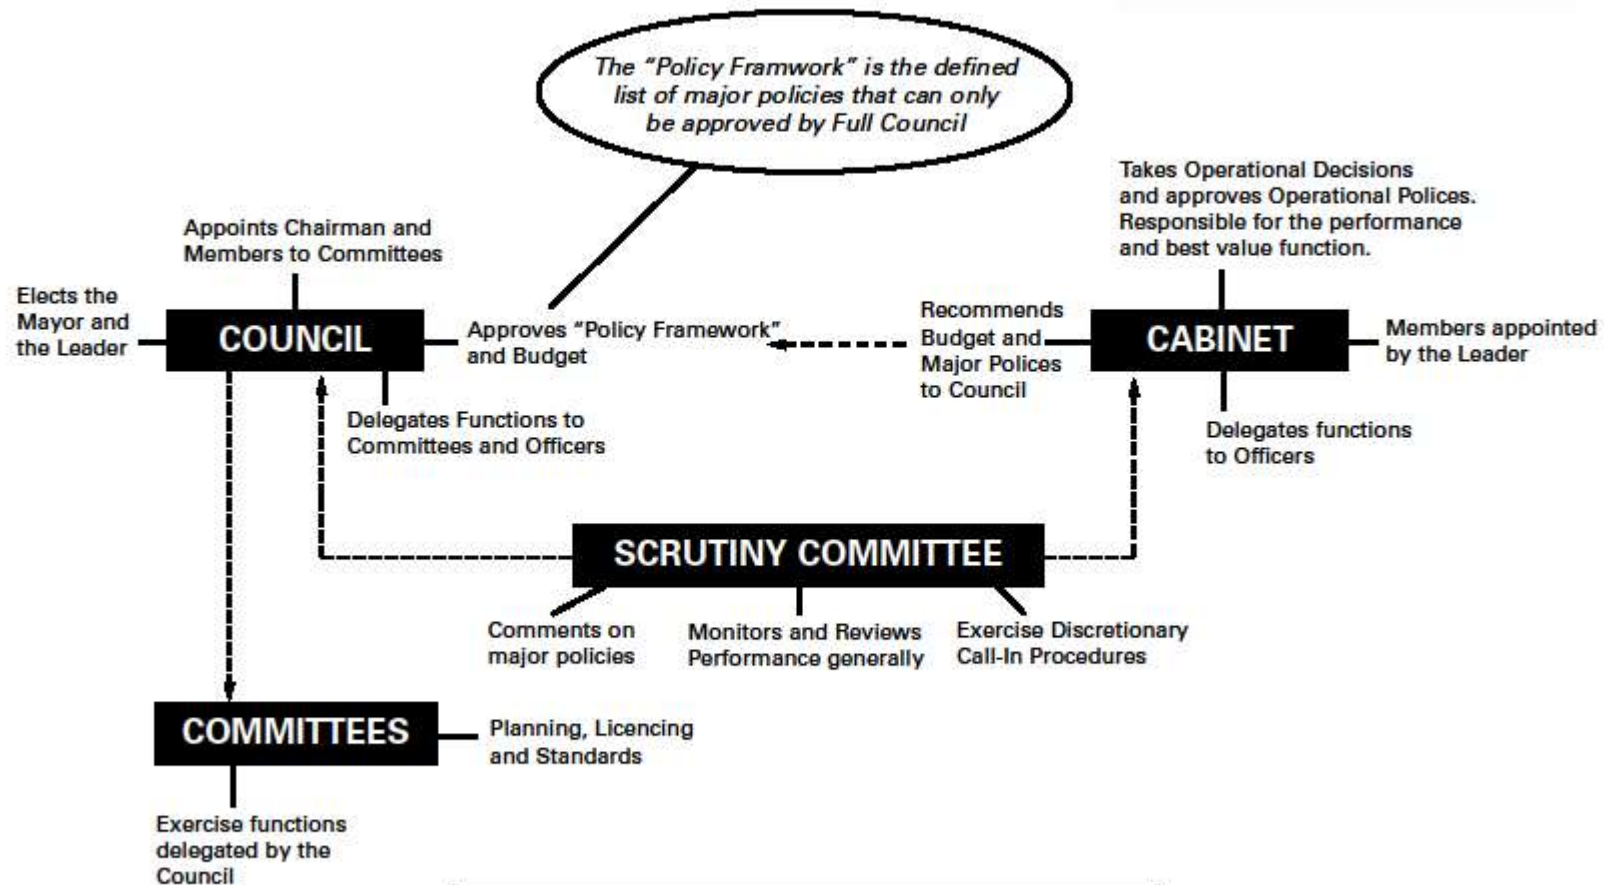 The “Policy Framwork” is the defined
list of major policies that can only
be approved by Full Council
Takes Operational Decisions
and approves Operational Polices.
Responsible for the performance
and best value function.
Appoints Chairman and
Members to Committees
Elects the
Mayor and
the Leader
COUNCIL
Approves “Policy Framework”
and Budget
Recommends
Budget and
Major Polices
to Council
CABINET
Members appointed
by the Leader
Delegates Functions to
Committees and Officers
Delegates functions
to Officers
SCRUTINY COMMITTEE
Comments on
major policies
Monitors and Reviews
Performance generally
Exercise Discretionary
Call-In Procedures
COMMITTEES
Planning, Licencing
and Standards
Exercise functions
delegated by the
Council